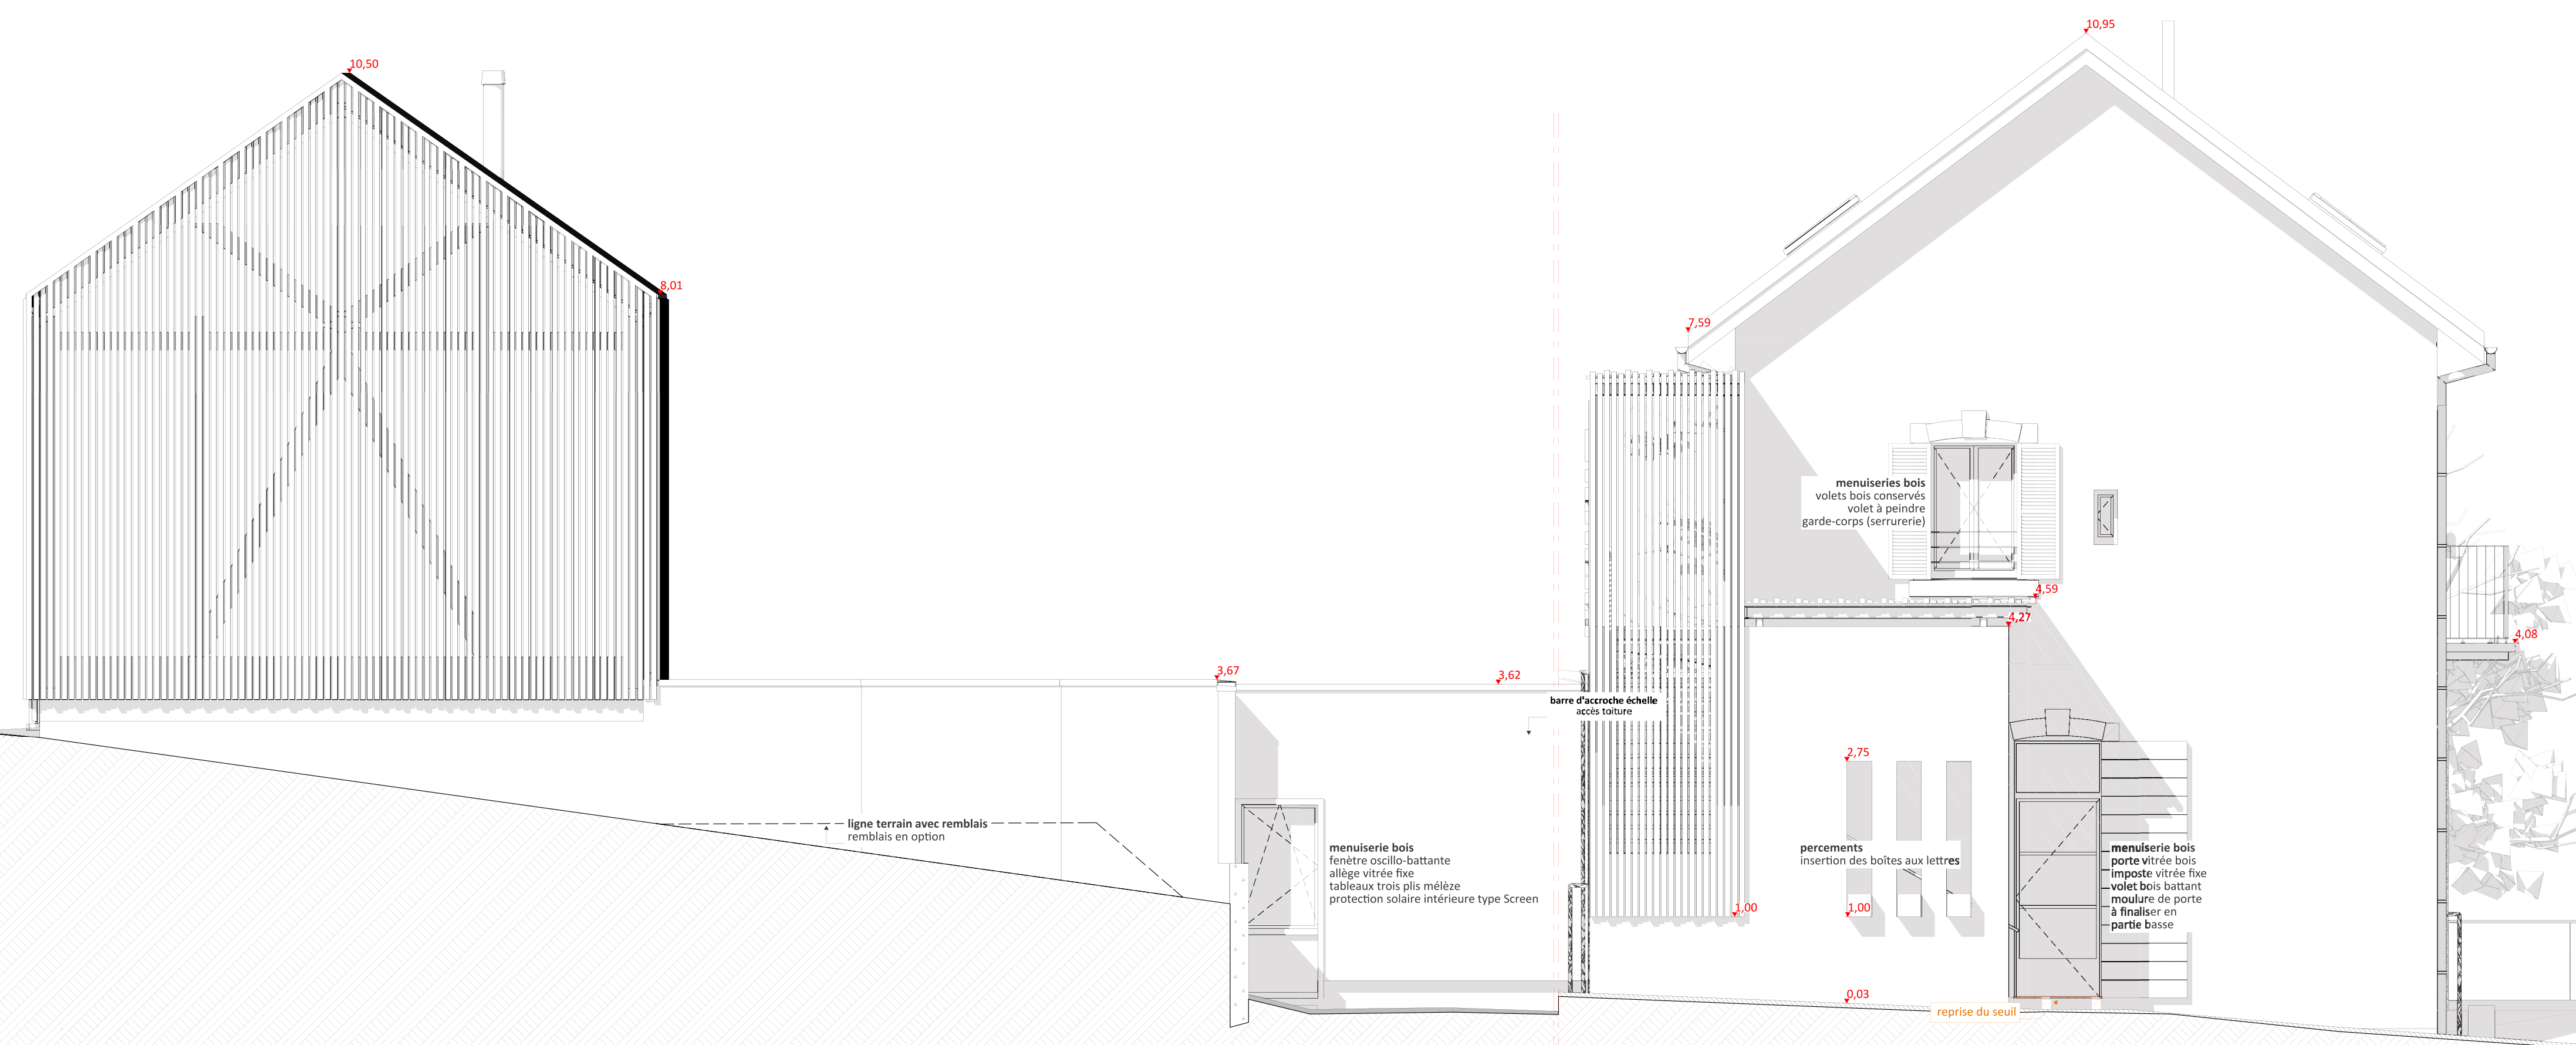 10,95
10,50
8,01
7,59
menuiseries bois
volets bois conservés
volet à peindre
garde-corps (serrurerie)
4,59
4,27
4,08
3,67
3,62
barre d'accroche échelle
accès toiture
2,75
ligne terrain avec remblais
remblais en option
menuiserie bois
fenêtre oscillo-battante
allège vitrée fixe
tableaux trois plis mélèze
protection solaire intérieure type Screen
percements
insertion des boîtes aux lettres
menuiserie bois
porte vitrée bois
imposte vitrée fixe
volet bois battant
moulure de porte
à finaliser en
partie basse
1,00
1,00
0,03
reprise du seuil